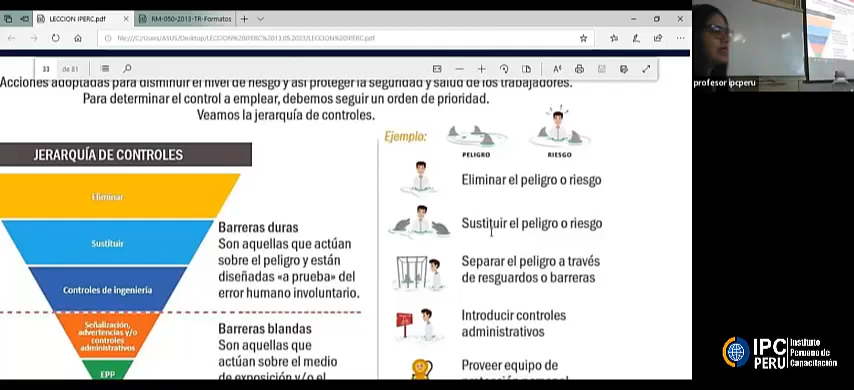 LECCION IPERC.pdf
RM-050-2013-TR-Formatos
file:///C:/Users/ASUS/Desktop/LECCION%20IPERC%2013.05.2023/LECCION%20IPERC.pdf
33 de 81
Acciones adoptadas para disminuir el nivel de riesgo y así proteger la seguridad y salud de los trabajadores.
Para determinar el control a emplear, debemos seguir un orden de prioridad.
Veamos la jerarquía de controles.
JERARQUÍA DE CONTROLES
Eliminar
Sustituir
Controles de ingeniería
Señalización,
advertencias y/o
controles
administrativos
EPP
Barreras duras
Son aquellas que actúan
sobre el peligro y están
diseñadas «a prueba» del
error humano involuntario.
Barreras blandas
Son aquellas que
actúan sobre el medio
de exposición y/o el
Ejemplo:
PELIGRO
RIESGO
Eliminar el peligro o riesgo
Sustituir el peligro o riesgo
Separar el peligro a través
de resguardos o barreras
Introducir controles
administrativos
Proveer equipo de
protección personal
profesor ipcperu
IPC PERU
Instituto
Peruano de
Capacitación